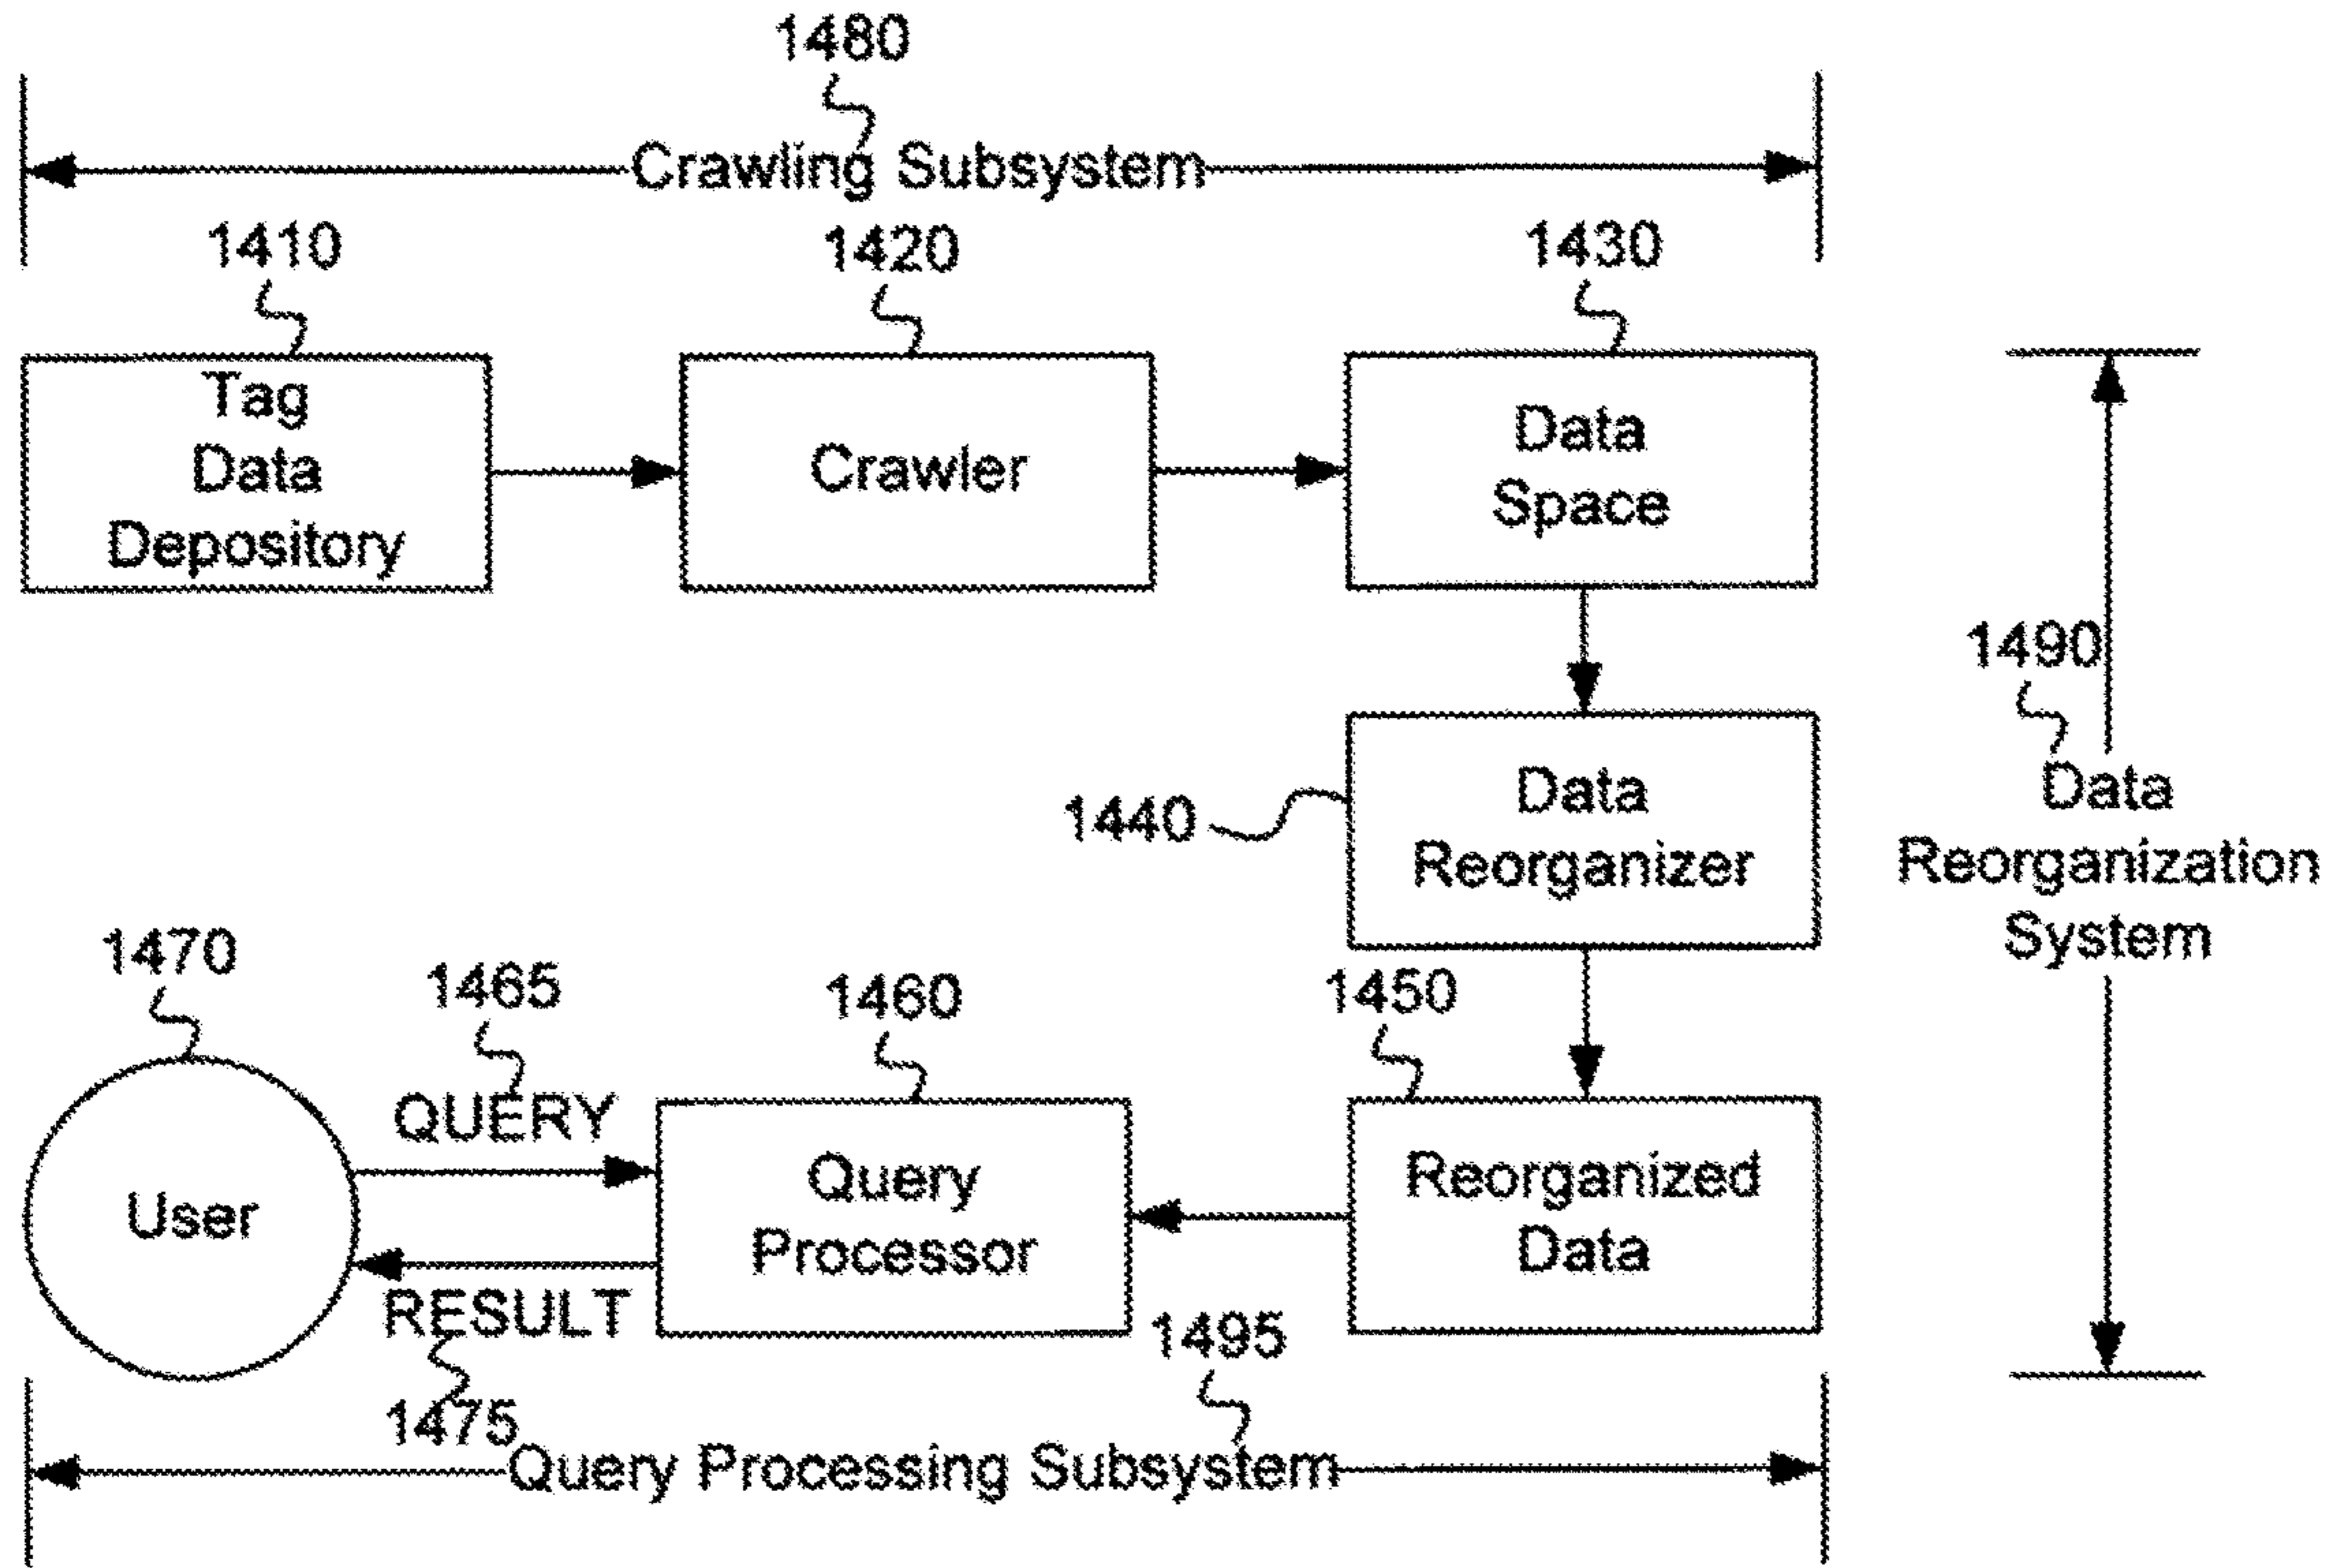 1480
Crawling Subsystem
1410
1420
1430
Tag
Data
Depository
Crawler
Data
Space
1490
Data
Reorganization
System
1440
Data
Reorganizer
1470
1465
1460
1450
QUERY
User
Query
Processor
Reorganized
Data
RESULT
1475
1495
Query Processing Subsystem